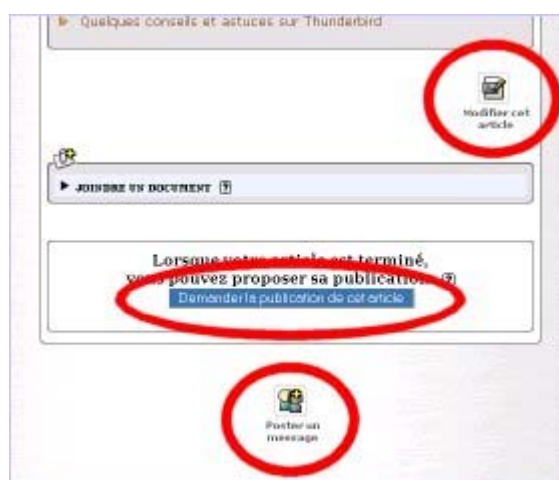 Quelques conseils et astuces sur Thunderbird
Modifier cet
article
JOINDRE UN DOCUMENT ?
Lorsque votre article est terminé,
vous pouvez proposer sa publication. ?
Demander la publication de cet article
Poster un
message